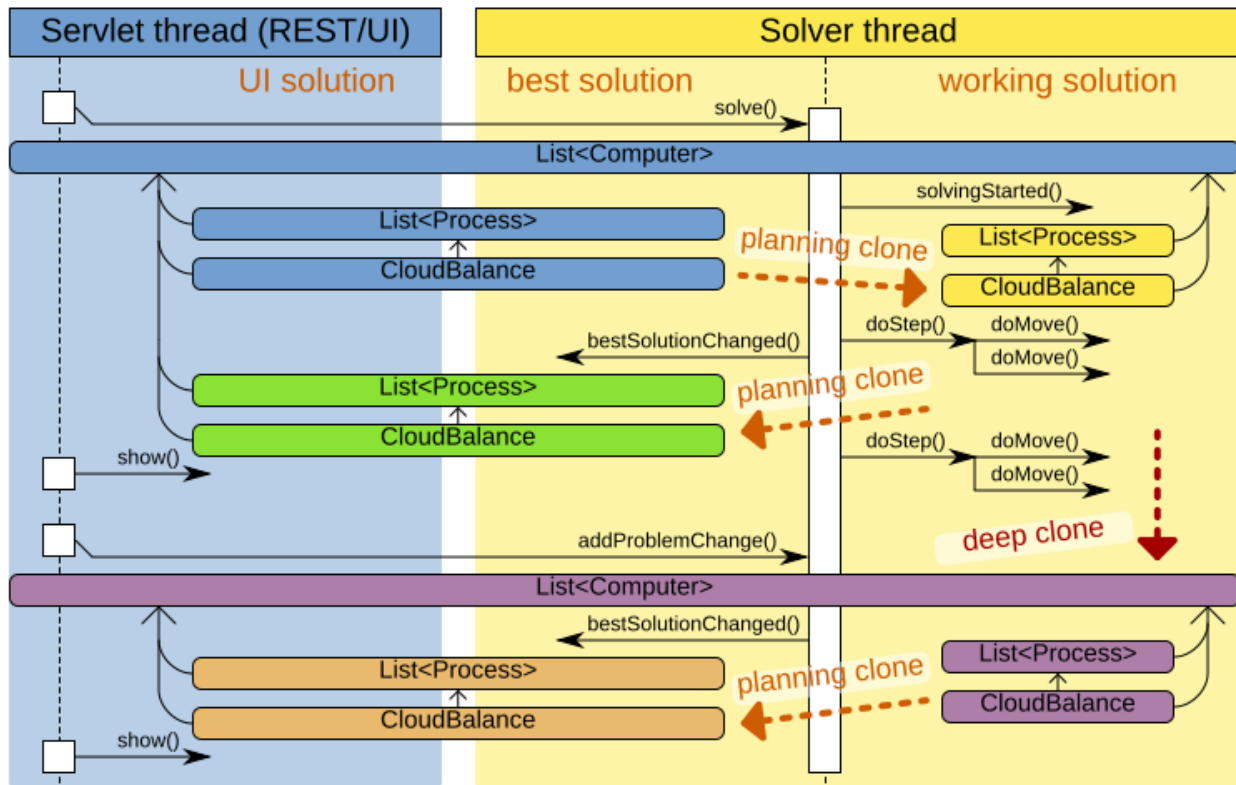 Servlet thread (REST/UI)
Solver thread
UI solution
best solution
working solution
solve()
List<Computer>
solvingStarted()
List<Process>
planning clone
List<Process>
CloudBalance
CloudBalance
doStep()
doMove()
bestSolutionChanged()
doMove()
List<Process>
planning clone
CloudBalance
doStep()
doMove()
show()
doMove()
deep clone
addProblemChange()
List<Computer>
bestSolutionChanged()
List<Process>
List<Process>
planning clone
CloudBalance
CloudBalance
show()